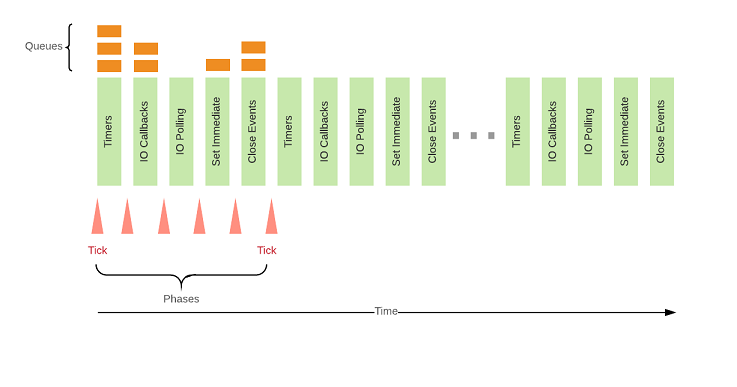 Queues
Timers
IO Callbacks
IO Polling
Set Immediate
Close Events
Timers
IO Callbacks
IO Polling
Set Immediate
Close Events
Timers
IO Callbacks
IO Polling
Set Immediate
Close Events
Tick
Tick
Phases
Time